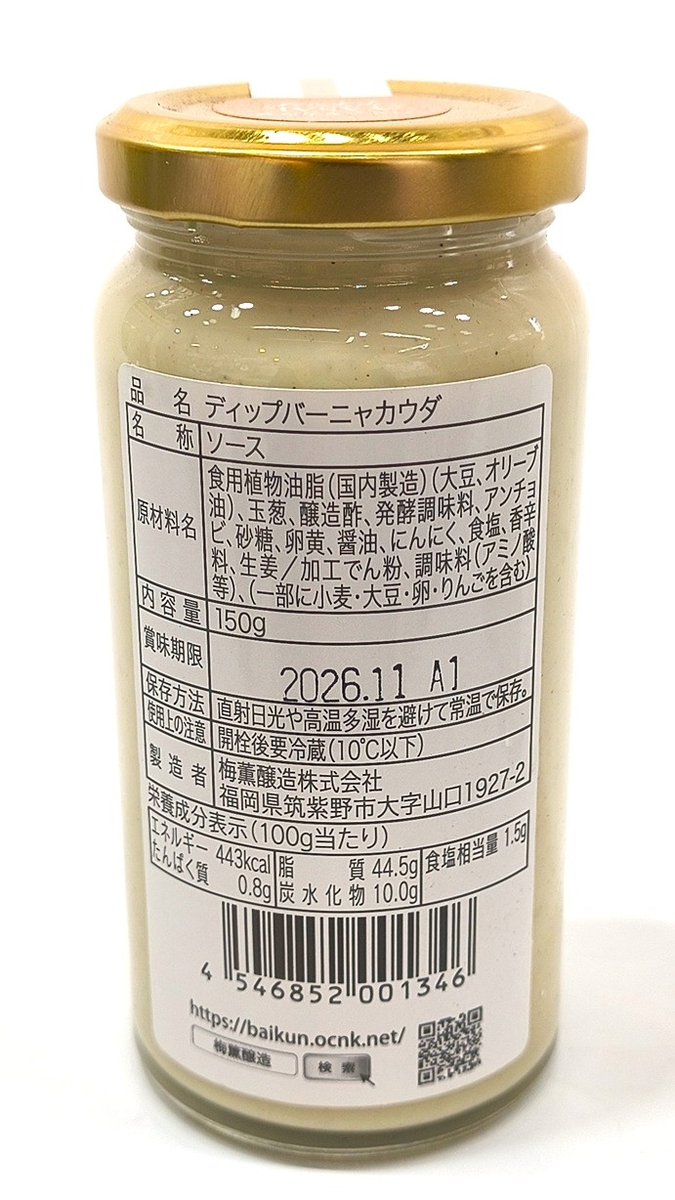 品名 ディップバーニャカウダ
名称 ソース
原材料名
食用植物油脂(国内製造)(大豆、オリーブ
油)、玉葱、醸造酢、発酵調味料、アンチョ
ビ、砂糖、卵黄、醤油、にんにく、食塩、香辛
料、生姜/加工でん粉、調味料(アミノ酸
等)、(一部に小麦・大豆・卵・りんごを含む)
内容量 150g
賞味期限 2026.11 A1
保存方法 直射日光や高温多湿を避けて常温で保存。
使用上の注意 開栓後要冷蔵(10℃以下)
製造者 梅薫醸造株式会社
福岡県筑紫野市大字山口1927-2
栄養成分表示(100g当たり)
エネルギー 443kcal 脂質 44.5g 食塩相当量 1.5g
たんぱく質 0.8g 炭水化物 10.0g
4 546852 001346
https://baikun.ocnk.net/
梅薫醸造 検索